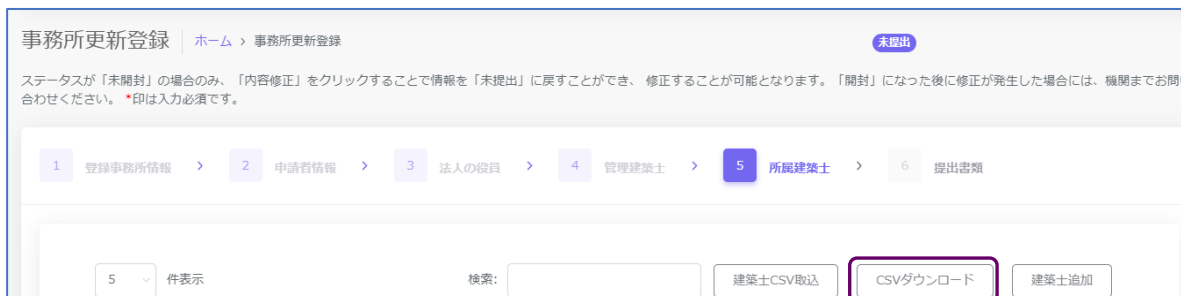 事務所更新登録 ホーム > 事務所更新登録 未提出
ステータスが「未開封」の場合のみ、「内容修正」をクリックすることで情報を「未提出」に戻すことができ、 修正することが可能となります。「開封」になった後に修正が発生した場合には、機関までお問い
合わせください。 *印は入力必須です。
1 登録事務所情報 > 2 申請者情報 > 3 法人の役員 > 4 管理建築士 > 5 所属建築士 > 6 提出書類
5 件表示 検索: 建築士CSV取込 CSVダウンロード 建築士追加